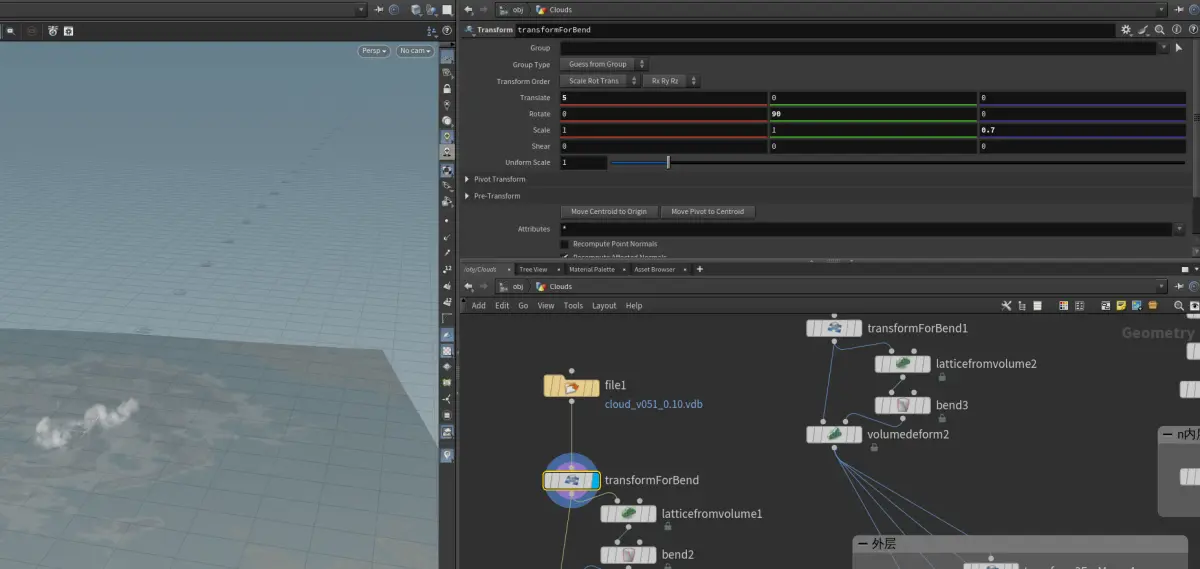 obj
Clouds
Persp
No cam
Transform
transformForBend
Group
Group Type
Guess from Group
Transform Order
Scale Rot Trans
Rx Ry Rz
Translate
5
0
0
Rotate
0
90
0
Scale
1
1
0.7
Shear
0
0
0
Uniform Scale
1
Pivot Transform
Pre-Transform
Move Centroid to Origin
Move Pivot to Centroid
Attributes
*
Recompute Point Normals
Recompute Affected Normals
/obj/Clouds
Tree View
Material Palette
Asset Browser
obj
Clouds
Add
Edit
Go
View
Tools
Layout
Help
Geometry
transformForBend1
latticefromvolume2
file1
cloud_v051_0.10.vdb
bend3
volumedeform2
transformForBend
latticefromvolume1
bend2
外层